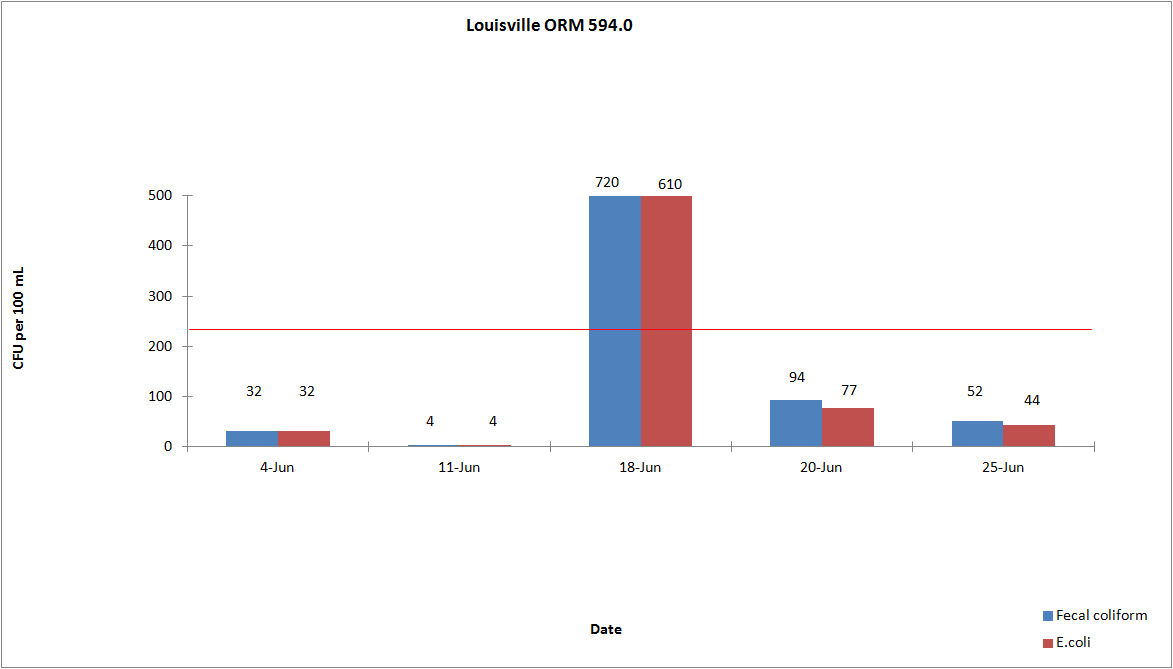 Louisville ORM 594.0
CFU per 100 mL
500
400
300
200
100
0
32 32
4 4
720 610
94 77
52 44
4-Jun 11-Jun 18-Jun 20-Jun 25-Jun
Date
Fecal coliform
E.coli